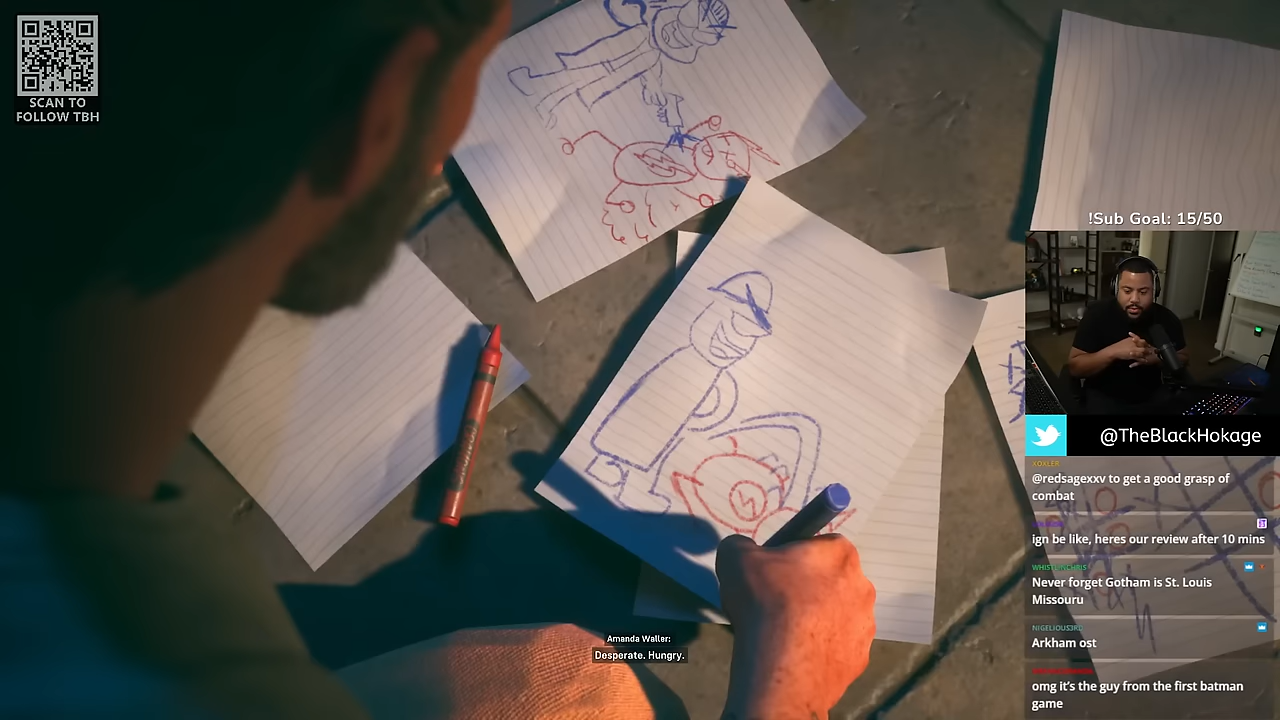 SCAN TO
FOLLOW TBH
!Sub Goal: 15/50
@TheBlackHokage
XOXLER
@redsagexxv to get a good grasp of
combat
ign be like, heres our review after 10 mins
Never forget Gotham is St. Louis
Missouru
NIGELIOUS3RD
Arkham ost
omg it's the guy from the first batman
game
Amanda Waller:
Desperate. Hungry.